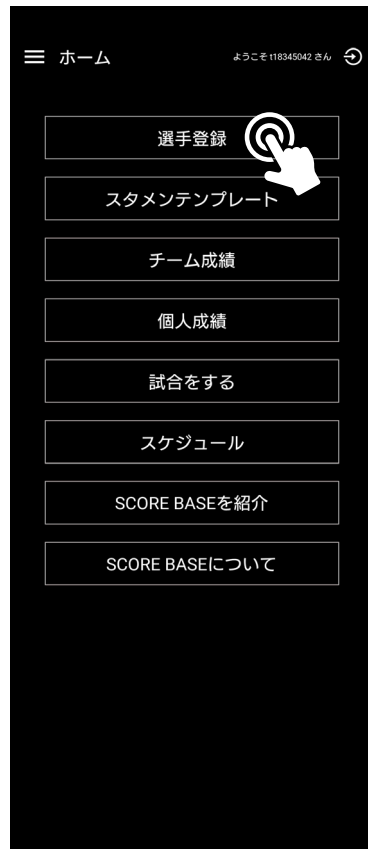 ホーム
ようこそ t18345042 さん
選手登録
スタメンテンプレート
チーム成績
個人成績
試合をする
スケジュール
SCORE BASEを紹介
SCORE BASEについて